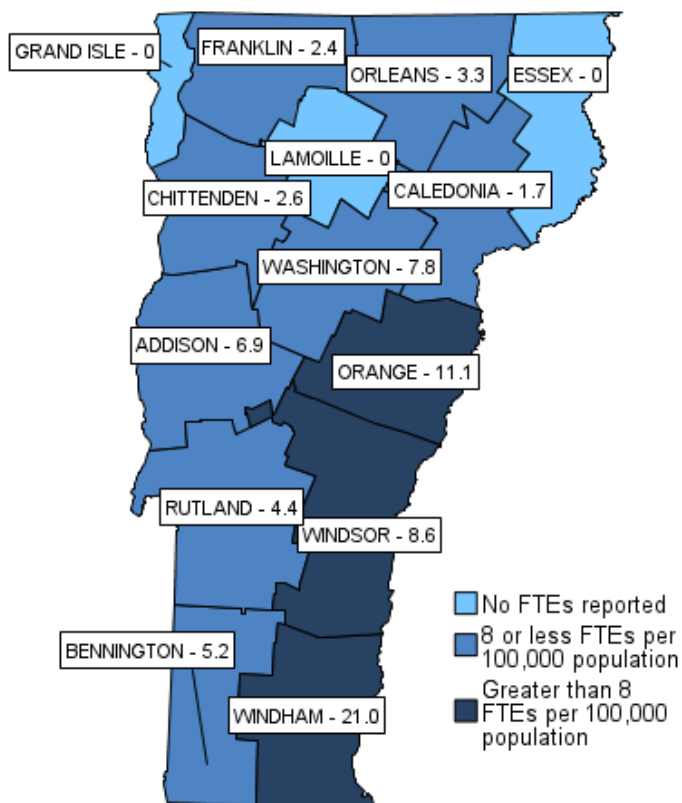 GRAND ISLE - 0
FRANKLIN - 2.4
ORLEANS - 3.3
ESSEX - 0
LAMOILLE - 0
CHITTENDEN - 2.6
CALEDONIA - 1.7
WASHINGTON - 7.8
ADDISON - 6.9
ORANGE - 11.1
RUTLAND - 4.4
WINDSOR - 8.6
BENNINGTON - 5.2
WINDHAM - 21.0
No FTEs reported
8 or less FTEs per
100,000 population
Greater than 8
FTEs per 100,000
population